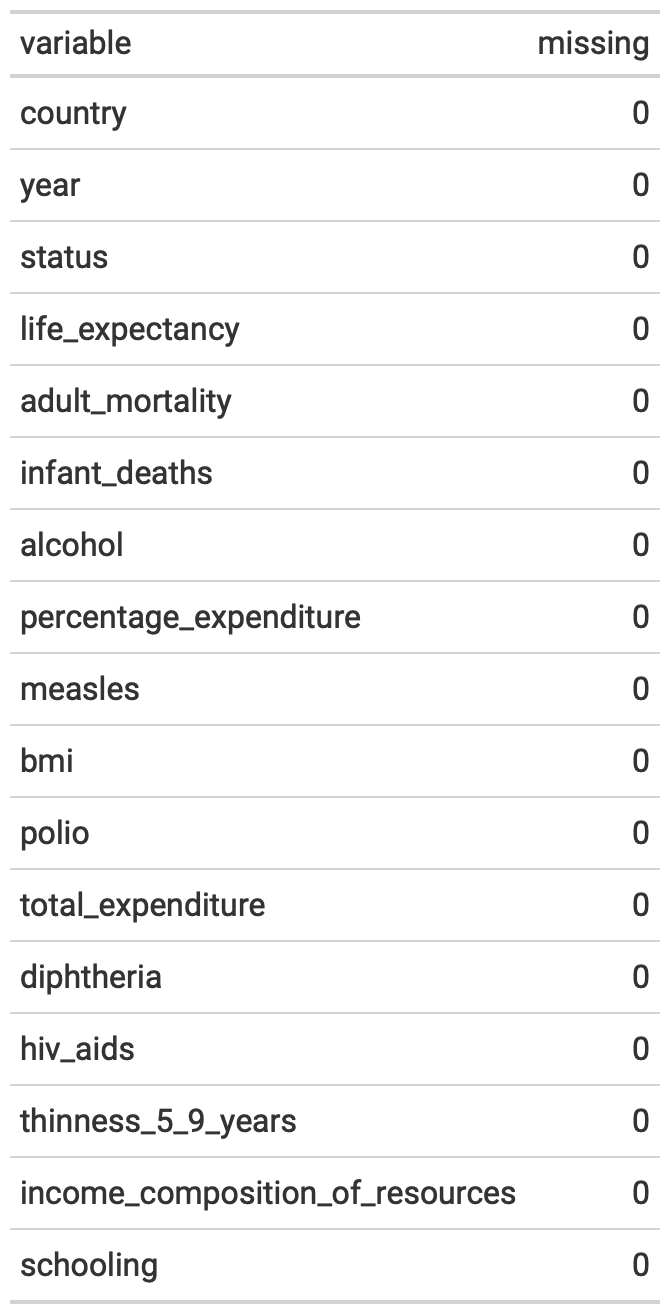 variable missing
country 0
year 0
status 0
life_expectancy 0
adult_mortality 0
infant_deaths 0
alcohol 0
percentage_expenditure 0
measles 0
bmi 0
polio 0
total_expenditure 0
diphtheria 0
hiv_aids 0
thinness_5_9_years 0
income_composition_of_resources 0
schooling 0